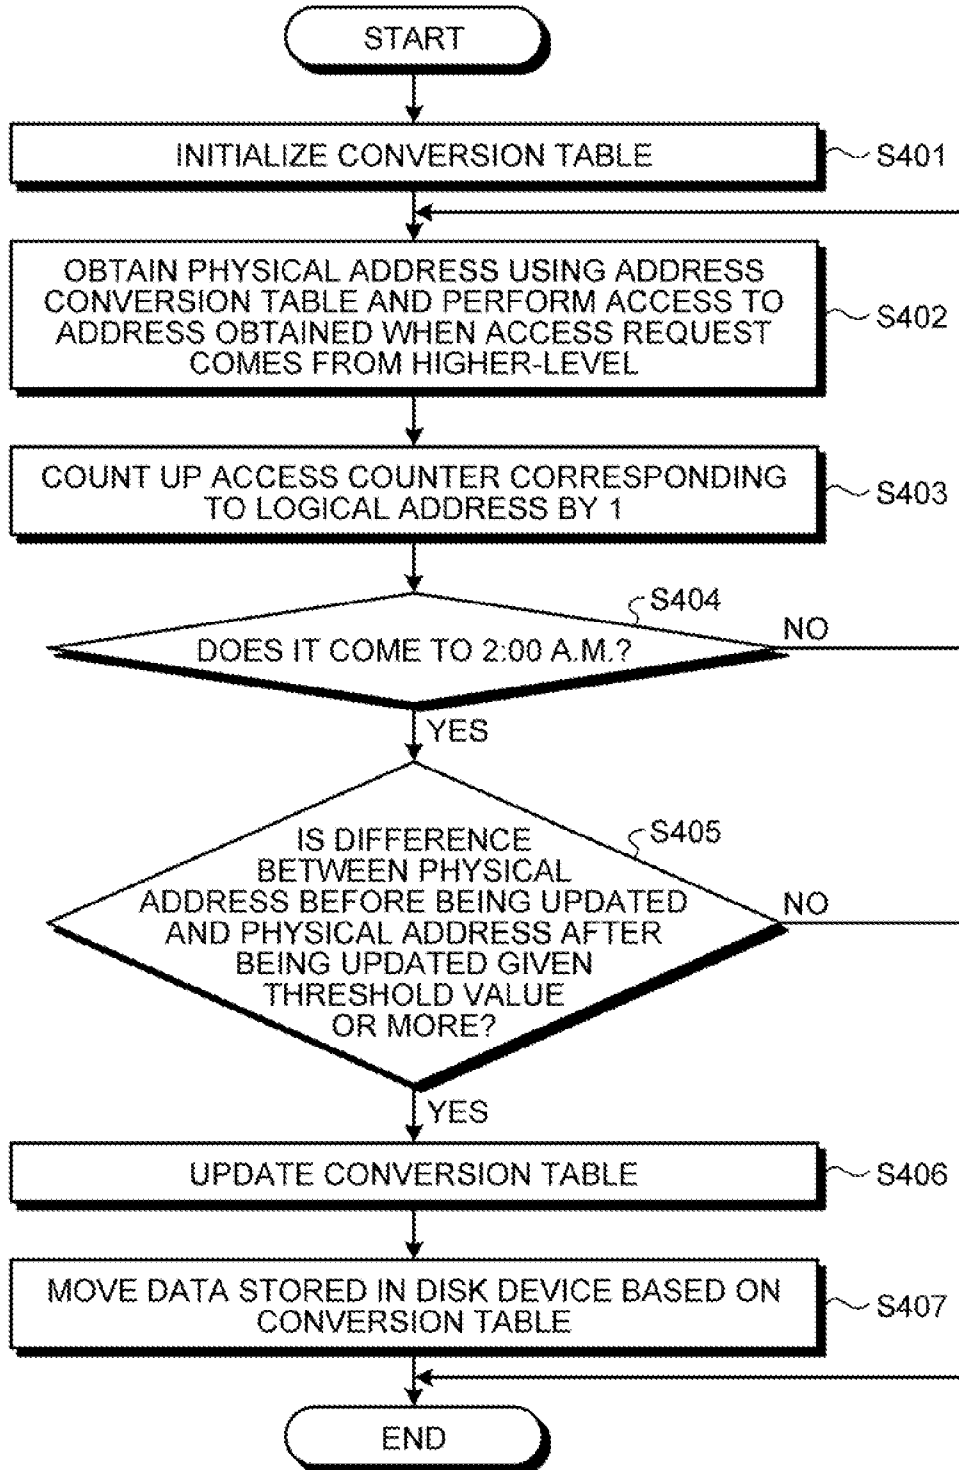 START
INITIALIZE CONVERSION TABLE
S401
OBTAIN PHYSICAL ADDRESS USING ADDRESS
CONVERSION TABLE AND PERFORM ACCESS TO
ADDRESS OBTAINED WHEN ACCESS REQUEST
COMES FROM HIGHER-LEVEL
S402
COUNT UP ACCESS COUNTER CORRESPONDING
TO LOGICAL ADDRESS BY 1
S403
S404
DOES IT COME TO 2:00 A.M.?
NO
YES
S405
IS DIFFERENCE
BETWEEN PHYSICAL
ADDRESS BEFORE BEING UPDATED
AND PHYSICAL ADDRESS AFTER
BEING UPDATED GIVEN
THRESHOLD VALUE
OR MORE?
NO
YES
UPDATE CONVERSION TABLE
S406
MOVE DATA STORED IN DISK DEVICE BASED ON
CONVERSION TABLE
S407
END